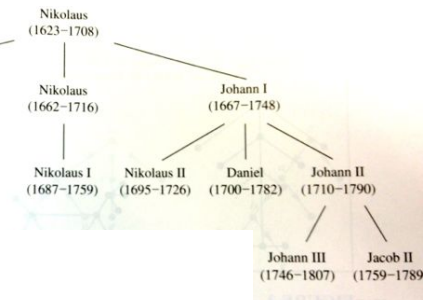 Nikolaus
(1623–1708)
Nikolaus
(1662–1716)
Johann I
(1667–1748)
Nikolaus I
(1687–1759)
Nikolaus II
(1695–1726)
Daniel
(1700–1782)
Johann II
(1710–1790)
Johann III
(1746–1807)
Jacob II
(1759–1789